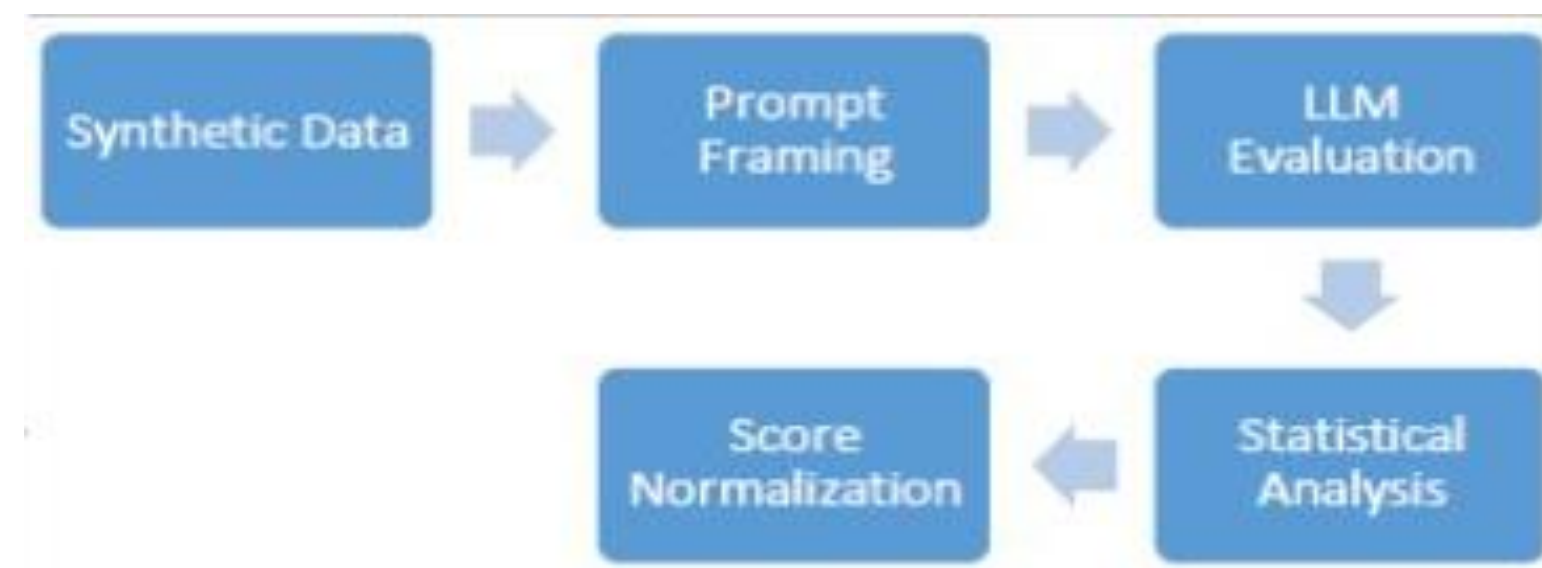 Synthetic Data
Prompt
Framing
LLM
Evaluation
Statistical
Analysis
Score
Normalization